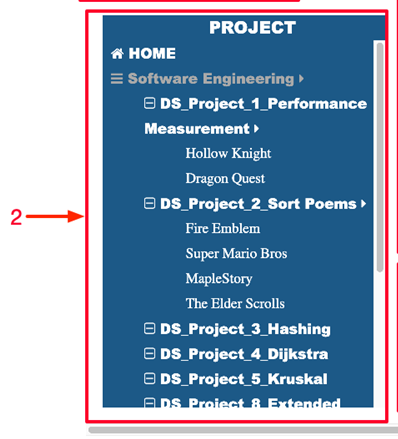 PROJECT
HOME
Software Engineering
DS_Project_1_Performance
Measurement
Hollow Knight
Dragon Quest
DS_Project_2_Sort Poems
Fire Emblem
2
Super Mario Bros
MapleStory
The Elder Scrolls
DS_Project_3_Hashing
DS_Project_4_Dijkstra
DS_Project_5_Kruskal
DS_Project_8_Extended